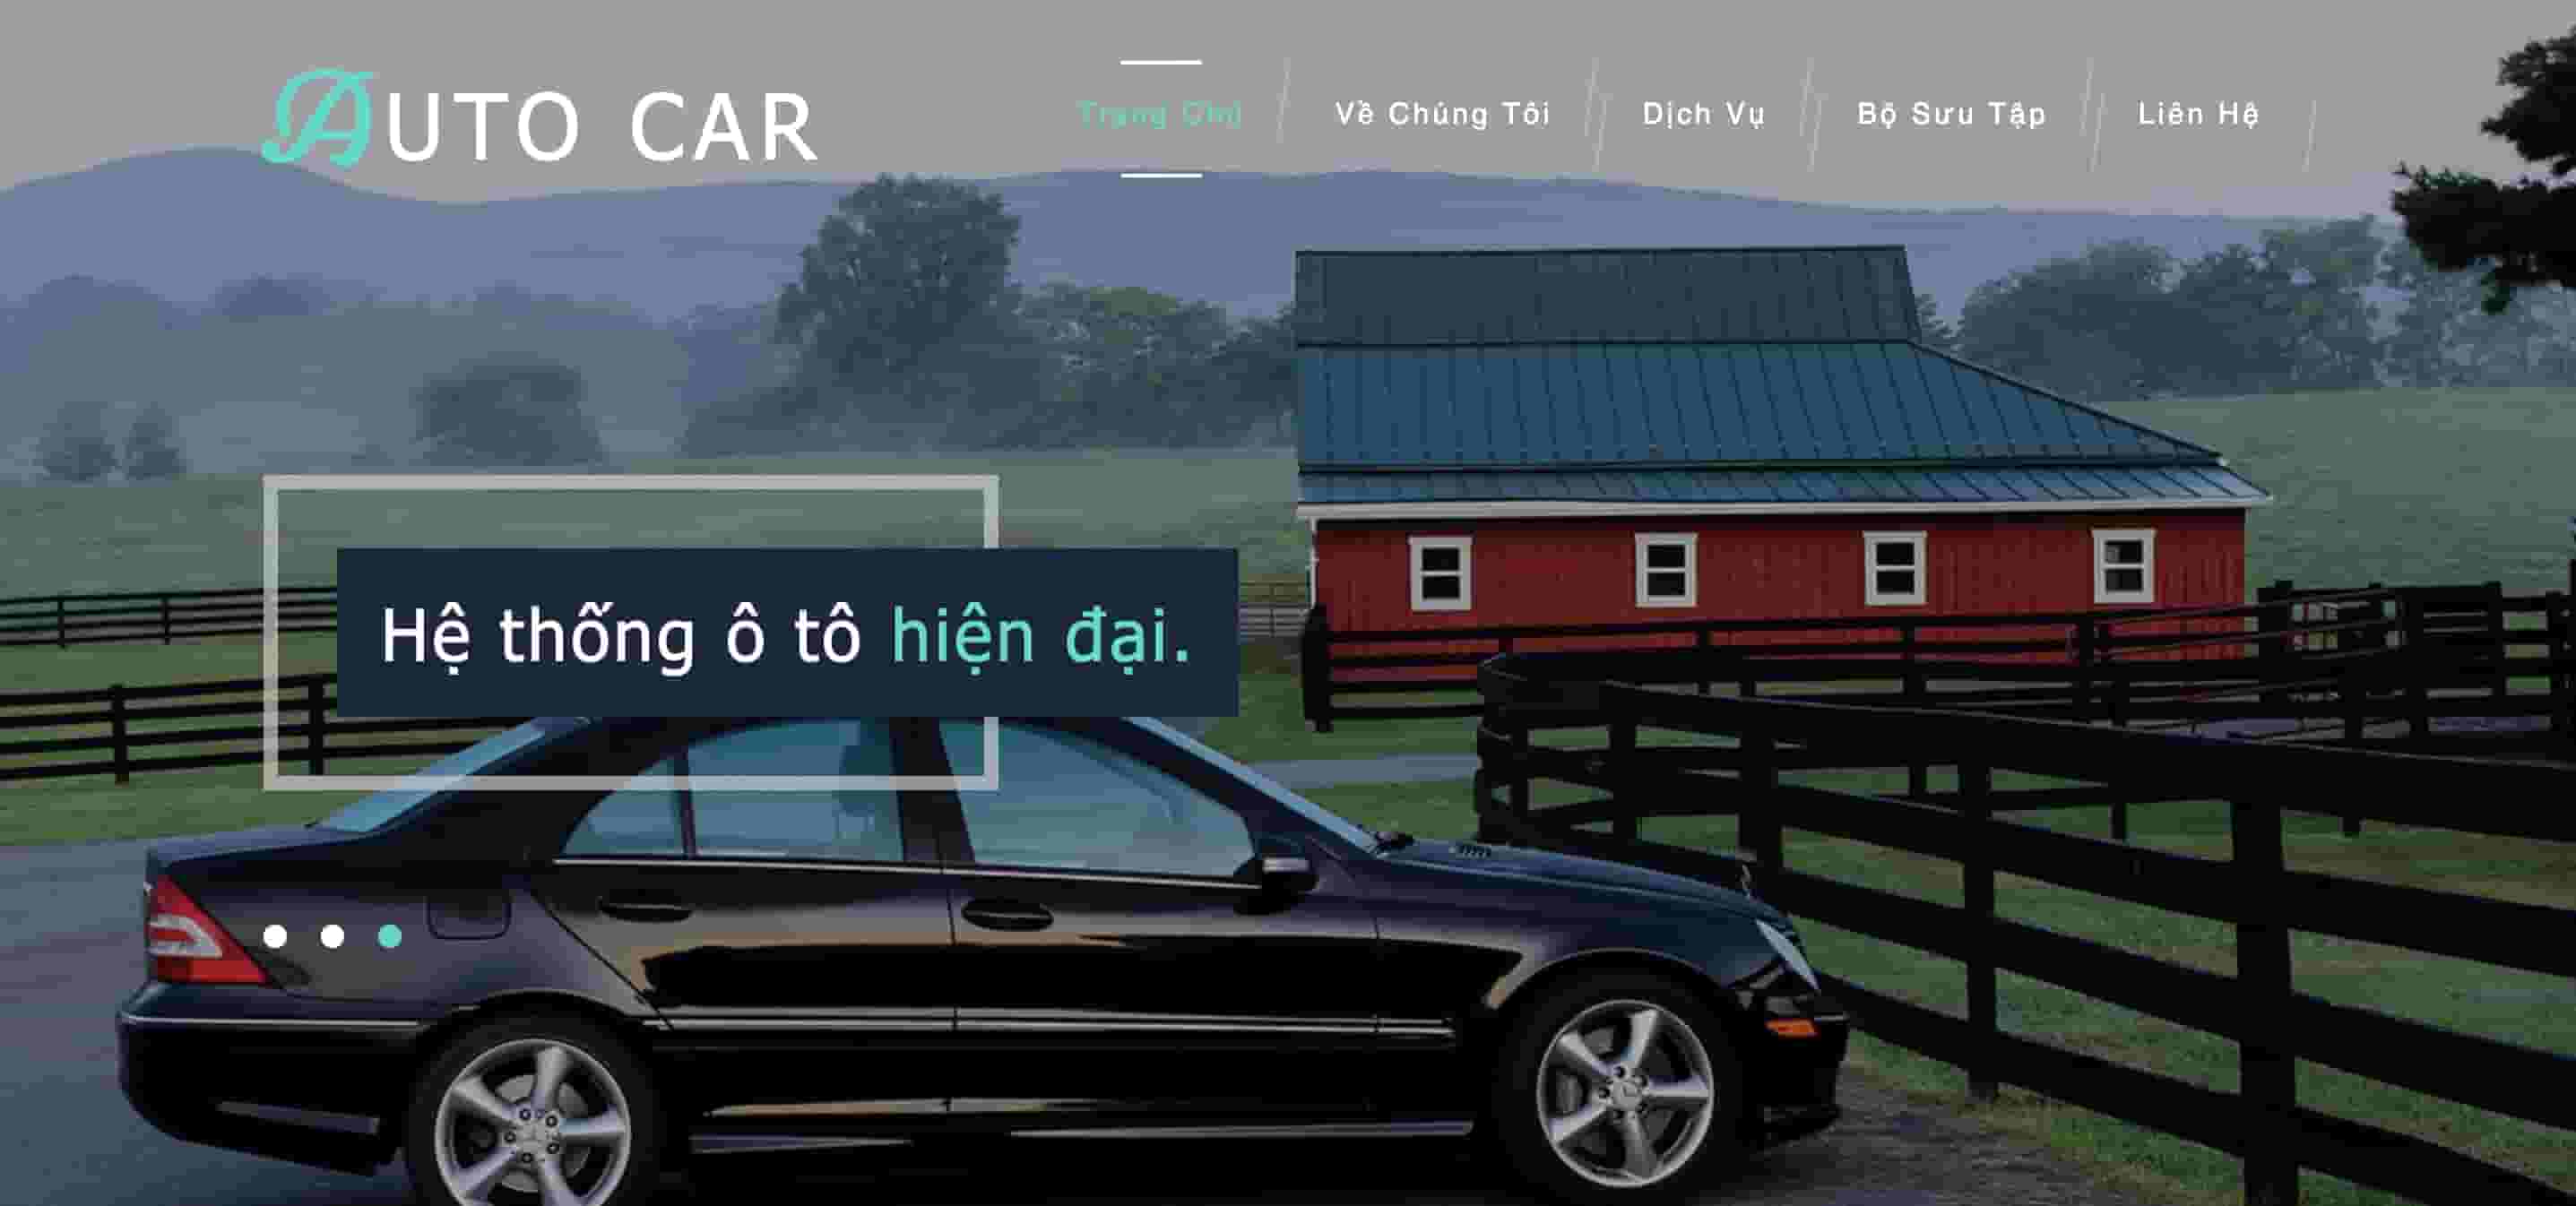 AUTO CAR
Trang Chủ
Về Chúng Tôi
Dịch Vụ
Bộ Sưu Tập
Liên Hệ
Hệ thống ô tô hiện đại.